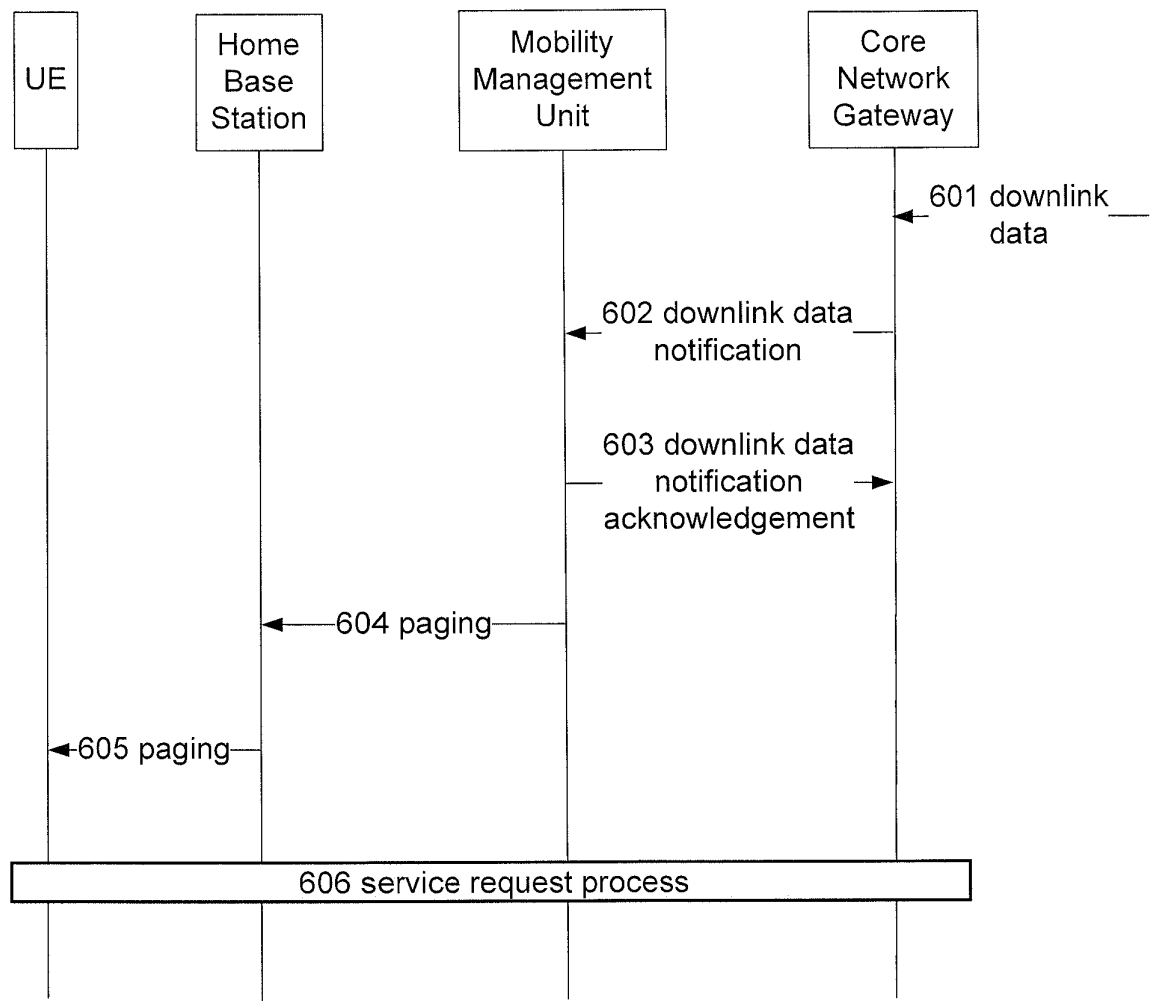 UE
Home
Base
Station
Mobility
Management
Unit
Core
Network
Gateway
601 downlink
data
602 downlink data
notification
603 downlink data
notification
acknowledgement
604 paging
605 paging
606 service request process